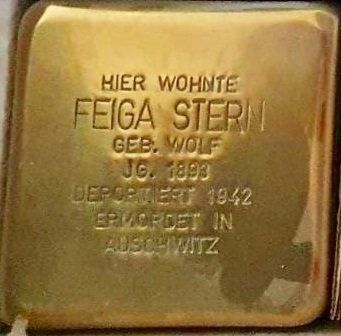 HIER WOHNTE
FEIGA STERN
GEB. WOLF
JG. 1893
DEPORTIERT 1942
ERMORDET IN
AUSCHWITZ